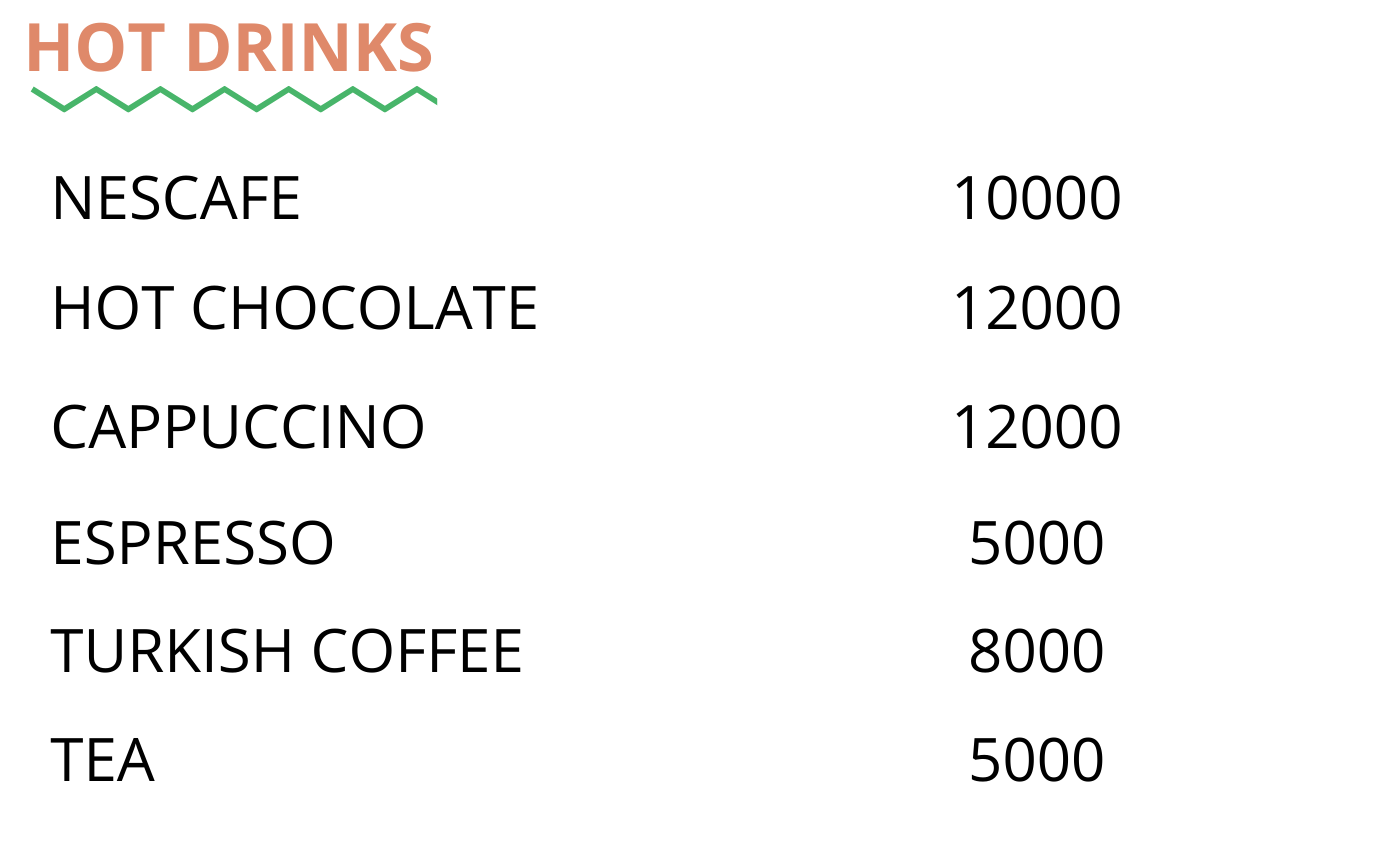 HOT DRINKS
NESCAFE 10000
HOT CHOCOLATE 12000
CAPPUCCINO 12000
ESPRESSO 5000
TURKISH COFFEE 8000
TEA 5000